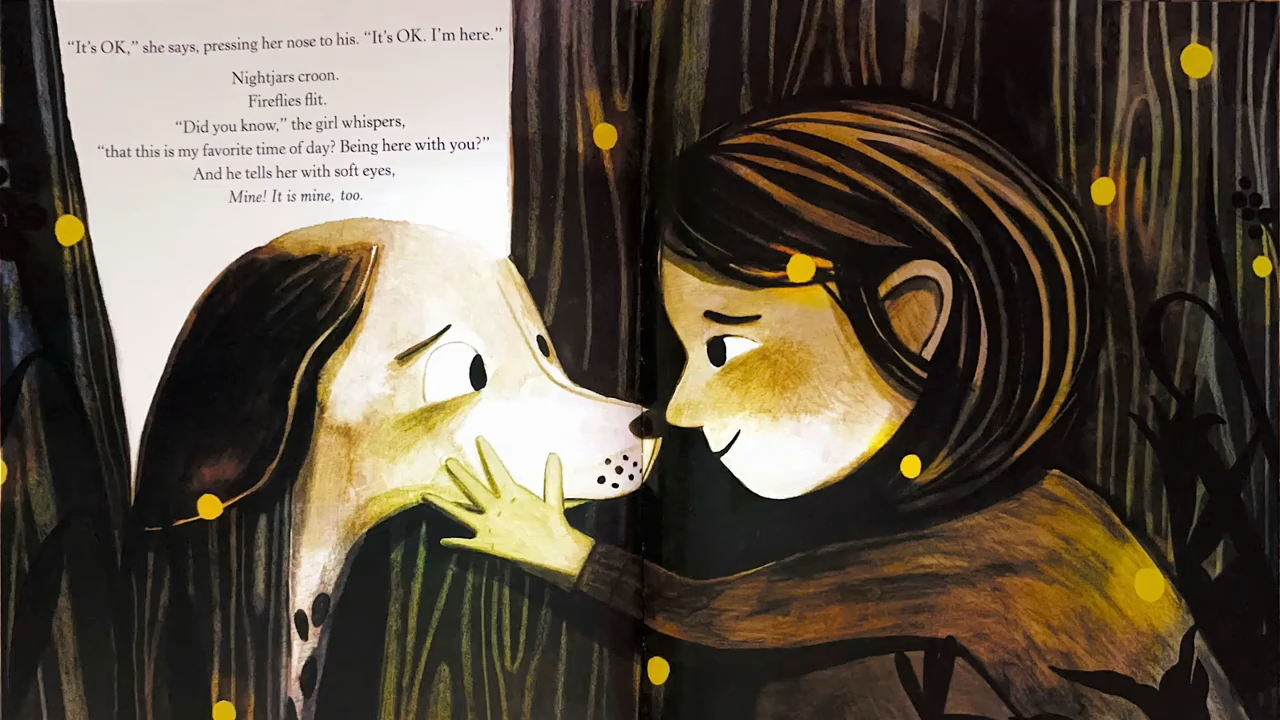 “It’s OK,” she says, pressing her nose to his. “It’s OK. I’m here.”
Nightjars croon.
Fireflies flit.
“Did you know,” the girl whispers,
“that this is my favorite time of day? Being here with you?”
And he tells her with soft eyes,
Mine! It is mine, too.